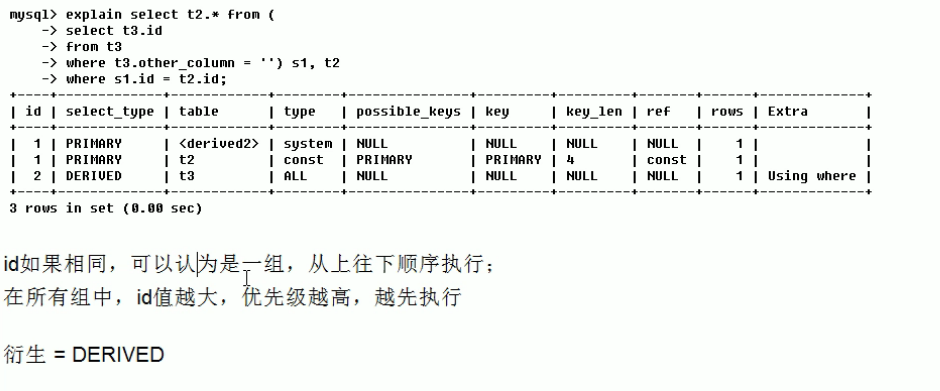 mysql> explain select t2.* from (
    -> select t3.id
    -> from t3
    -> where t3.other_column = '') s1, t2
    -> where s1.id = t2.id;
+----+-------------+------------+--------+---------------+---------+---------+-------+------+-------------+
| id | select_type | table      | type   | possible_keys | key     | key_len | ref   | rows | Extra       |
+----+-------------+------------+--------+---------------+---------+---------+-------+------+-------------+
|  1 | PRIMARY     | <derived2> | system | NULL          | NULL    | NULL    | NULL  |    1 |             |
|  1 | PRIMARY     | t2         | const  | PRIMARY       | PRIMARY | 4       | const |    1 |             |
|  2 | DERIVED     | t3         | ALL    | NULL          | NULL    | NULL    | NULL  |    1 | Using where |
+----+-------------+------------+--------+---------------+---------+---------+-------+------+-------------+
3 rows in set (0.00 sec)
id如果相同，可以认为是一组，从上往下顺序执行；
在所有组中，id值越大，优先级越高，越先执行
衍生 = DERIVED